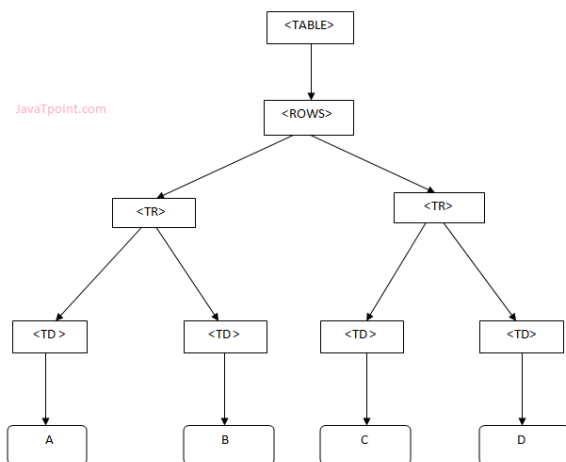 <TABLE>
JavaTpoint.com
<ROWS>
<TR>
<TR>
<TD >
<TD>
<TD>
<TD>
A
B
C
D